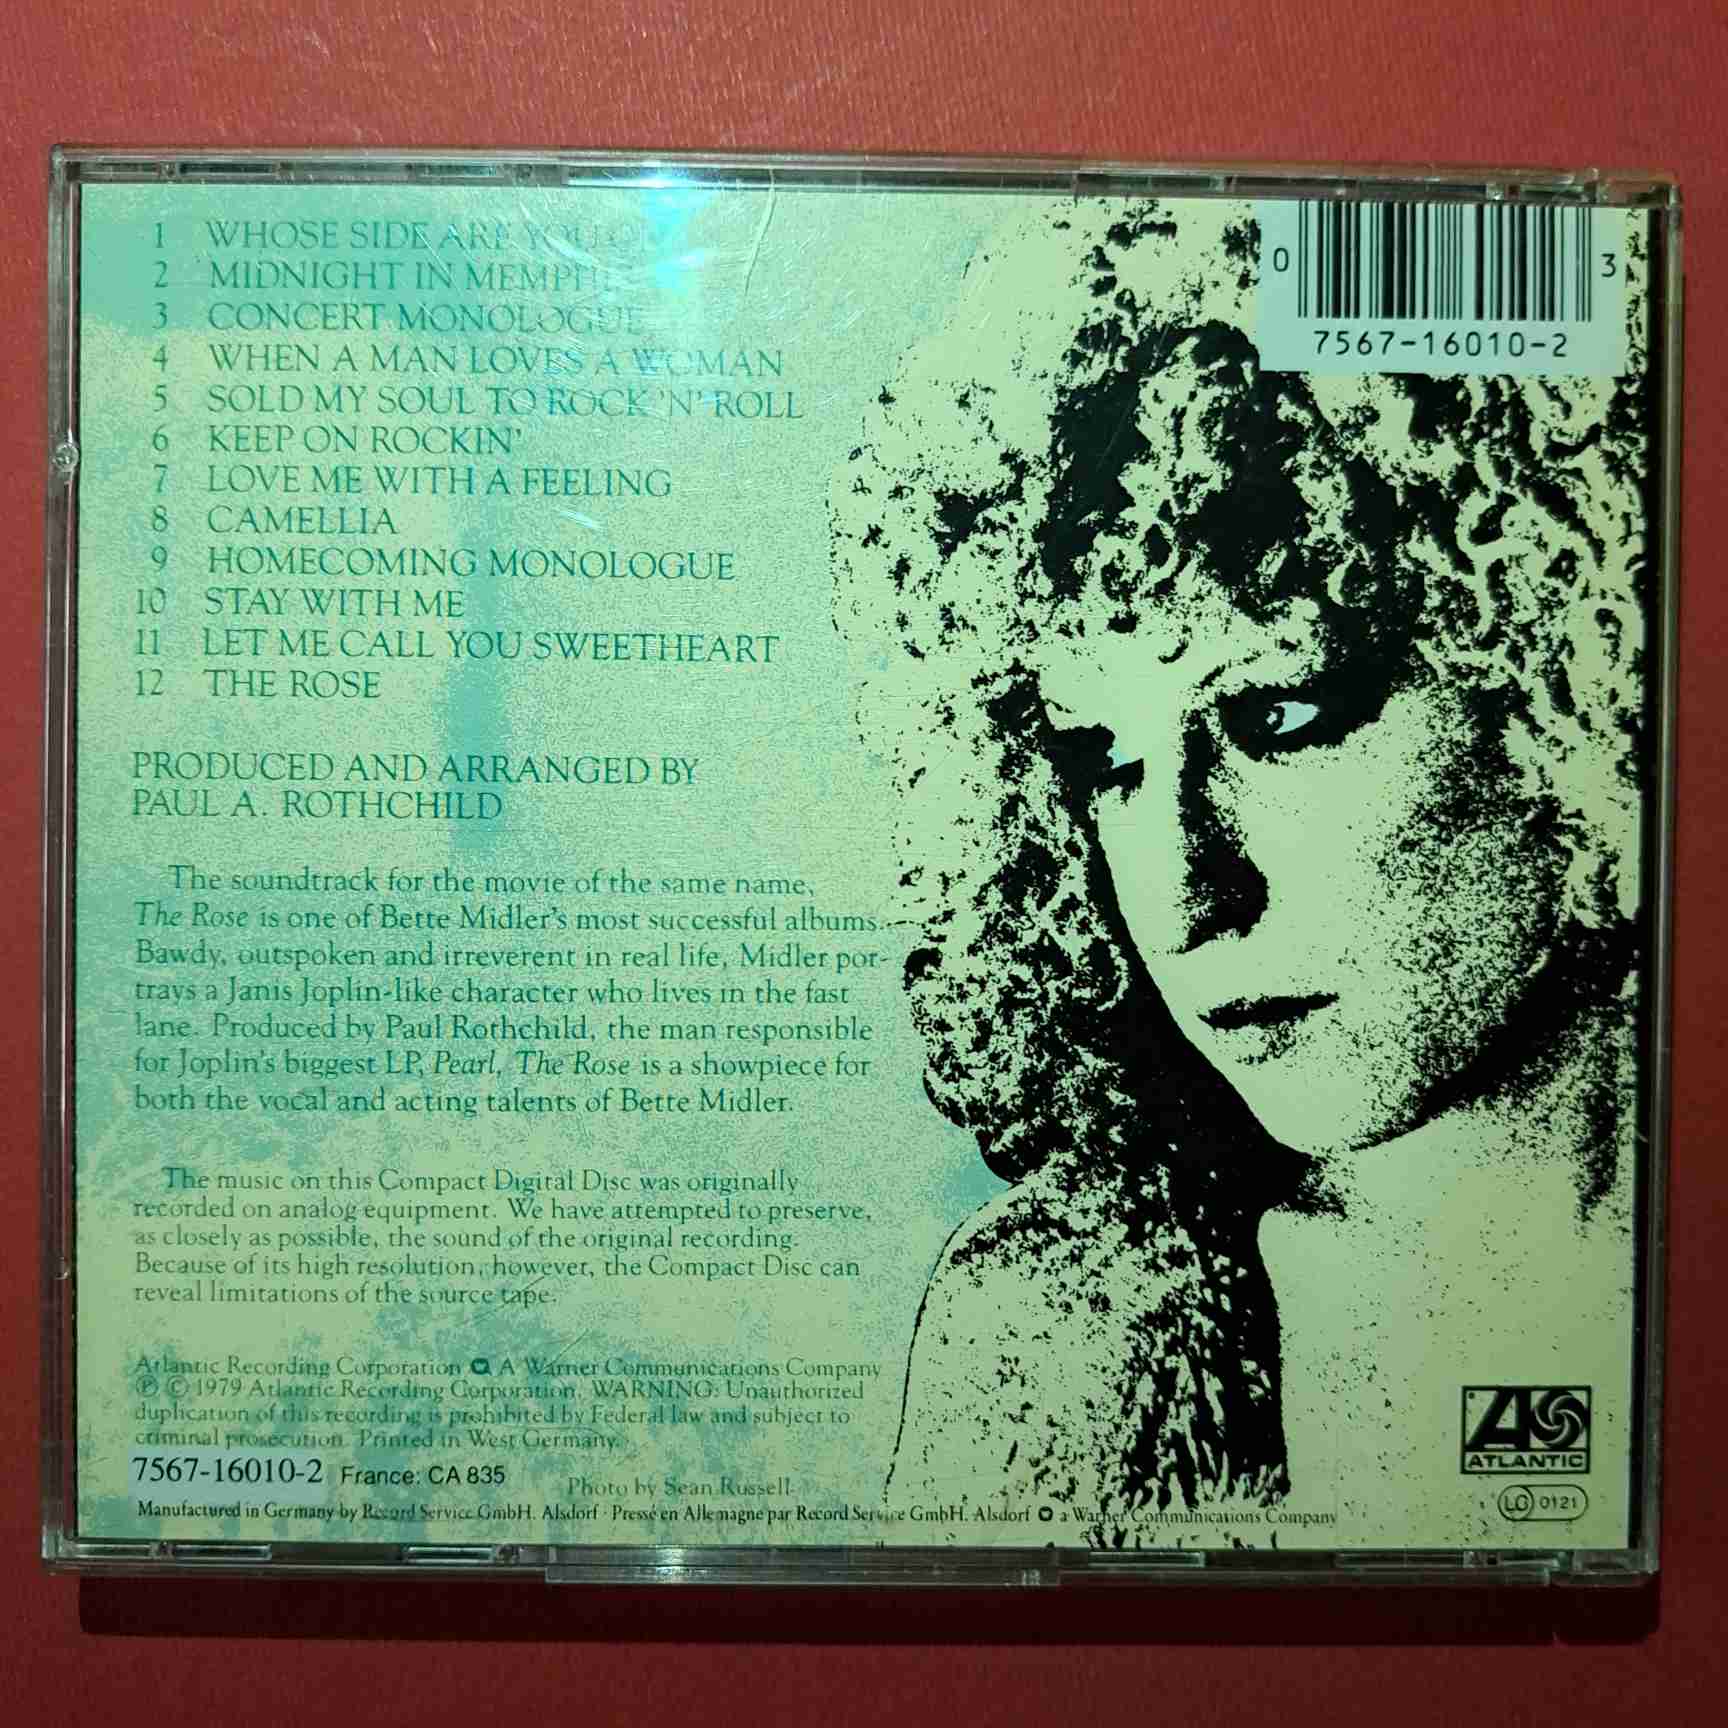 1 WHOSE SIDE ARE YOU
2 MIDNIGHT IN MEMPHIS
3 CONCERT MONOLOGUE
4 WHEN A MAN LOVES A WOMAN
5 SOLD MY SOUL TO ROCK 'N' ROLL
6 KEEP ON ROCKIN'
7 LOVE ME WITH A FEELING
8 CAMELLIA
9 HOMECOMING MONOLOGUE
10 STAY WITH ME
11 LET ME CALL YOU SWEETHEART
12 THE ROSE
PRODUCED AND ARRANGED BY
PAUL A. ROTHCHILD
The soundtrack for the movie of the same name,
The Rose is one of Bette Midler's most successful albums.
Bawdy, outspoken and irreverent in real life, Midler por-
trays a Janis Joplin-like character who lives in the fast
lane. Produced by Paul Rothchild, the man responsible
for Joplin's biggest LP, Pearl, The Rose is a showpiece for
both the vocal and acting talents of Bette Midler.
The music on this Compact Digital Disc was originally
recorded on analog equipment. We have attempted to preserve,
as closely as possible, the sound of the original recording.
Because of its high resolution, however, the Compact Disc can
reveal limitations of the source tape.
Atlantic Recording Corporation A Warner Communications Company
℗ © 1979 Atlantic Recording Corporation. WARNING: Unauthorized
duplication of this recording is prohibited by Federal law and subject to
criminal prosecution. Printed in West Germany.
7567-16010-2 France: CA 835
Photo by Sean Russell
Manufactured in Germany by Record Service GmbH, Alsdorf · Pressé en Allemagne par Record Service GmbH, Alsdorf a Warner Communications Company
0 3
7567-16010-2
ATLANTIC
LC 0121